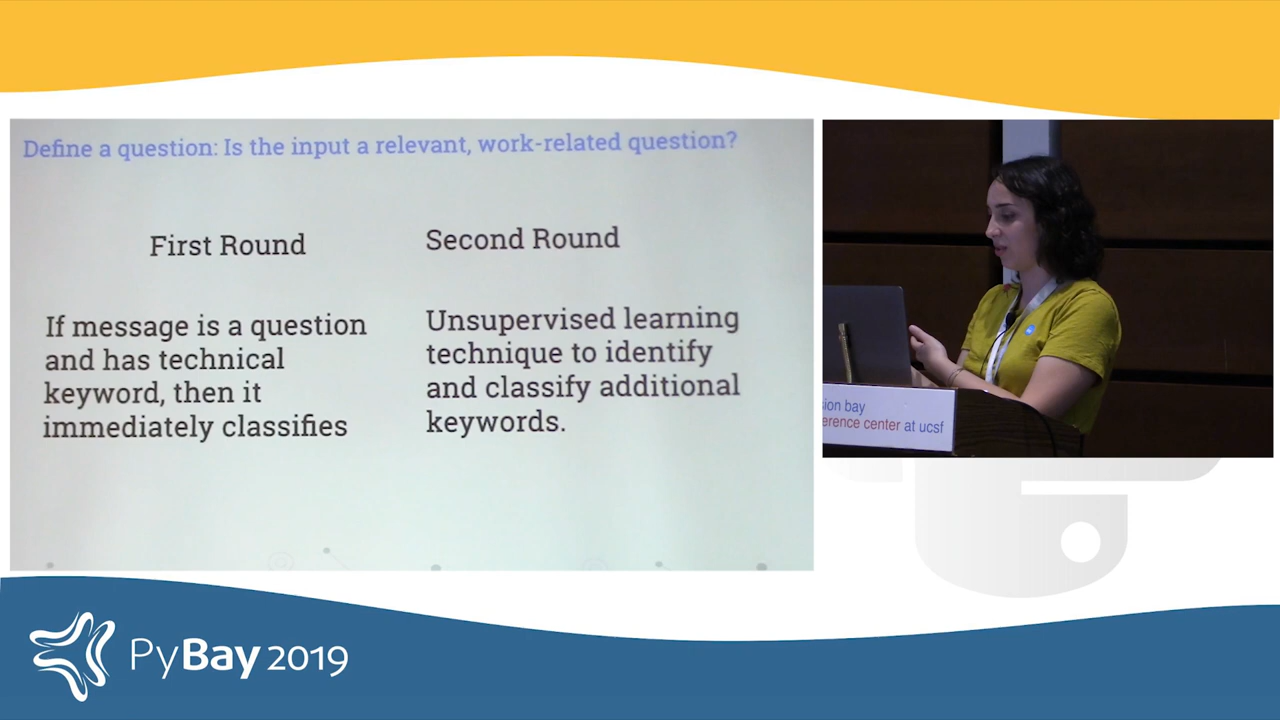 Define a question: Is the input a relevant, work-related question?
First Round
If message is a question
and has technical
keyword, then it
immediately classifies
Second Round
Unsupervised learning
technique to identify
and classify additional
keywords.
sion bay
erence center at ucsf
PyBay 2019